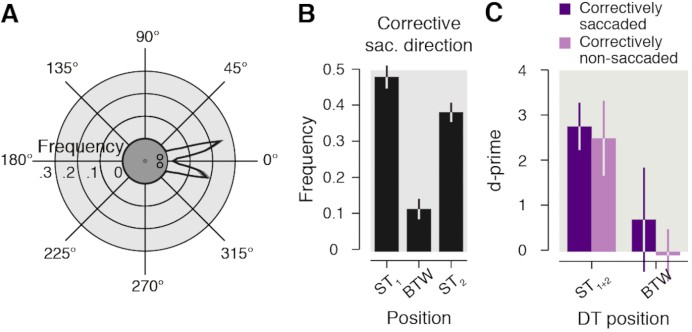 A
90°
135°
45°
Frequency
180°
.3 .2 .1 0
0°
225°
315°
270°
B
Corrective
sac. direction
Frequency
0.5
0.4
0.3
0.2
0.1
0
ST1 BTW ST2
Position
C
Correctively
saccaded
Correctively
non-saccaded
d-prime
4
3
2
1
0
ST1+2 BTW
DT position